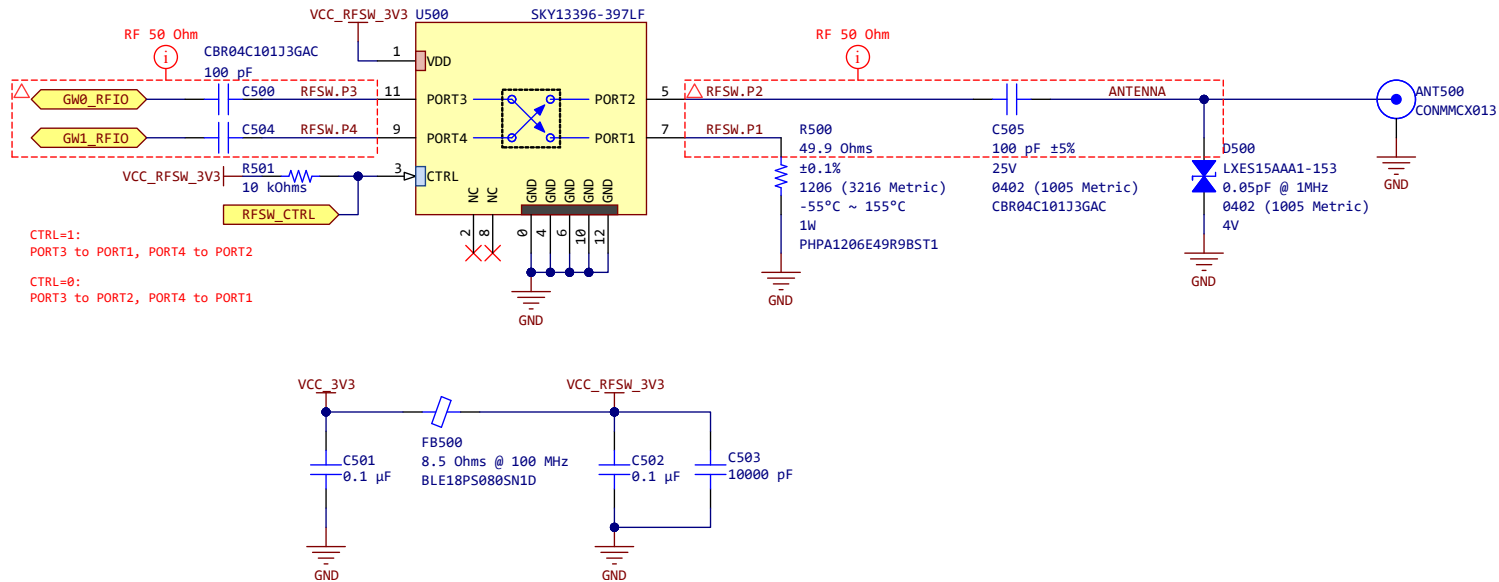 VCC_RFSW_3V3
U500
SKY13396-397LF
RF 50 Ohm
i
CBR04C101J3GAC
100 pF
GW0_RFIO
C500
RFSW.P3
11
GW1_RFIO
C504
RFSW.P4
9
1
VDD
PORT3
PORT4
PORT2
PORT1
3
CTRL
NC
NC
GND
GND
GND
GND
GND
2
8
0
4
6
10
12
GND
VCC_RFSW_3V3
R501
10 kOhms
RFSW_CTRL
CTRL=1:
PORT3 to PORT1, PORT4 to PORT2
CTRL=0:
PORT3 to PORT2, PORT4 to PORT1
RF 50 Ohm
i
5
RFSW.P2
7
RFSW.P1
ANTENNA
R500
49.9 Ohms
±0.1%
1206 (3216 Metric)
-55°C ~ 155°C
1W
PHPA1206E49R9BST1
GND
C505
100 pF ±5%
25V
0402 (1005 Metric)
CBR04C101J3GAC
D500
LXES15AAA1-153
0.05pF @ 1MHz
0402 (1005 Metric)
4V
GND
ANT500
CONMMCX013
GND
VCC_3V3
VCC_RFSW_3V3
FB500
8.5 Ohms @ 100 MHz
BLE18PS080SN1D
C501
0.1 µF
C502
0.1 µF
C503
10000 pF
GND
GND